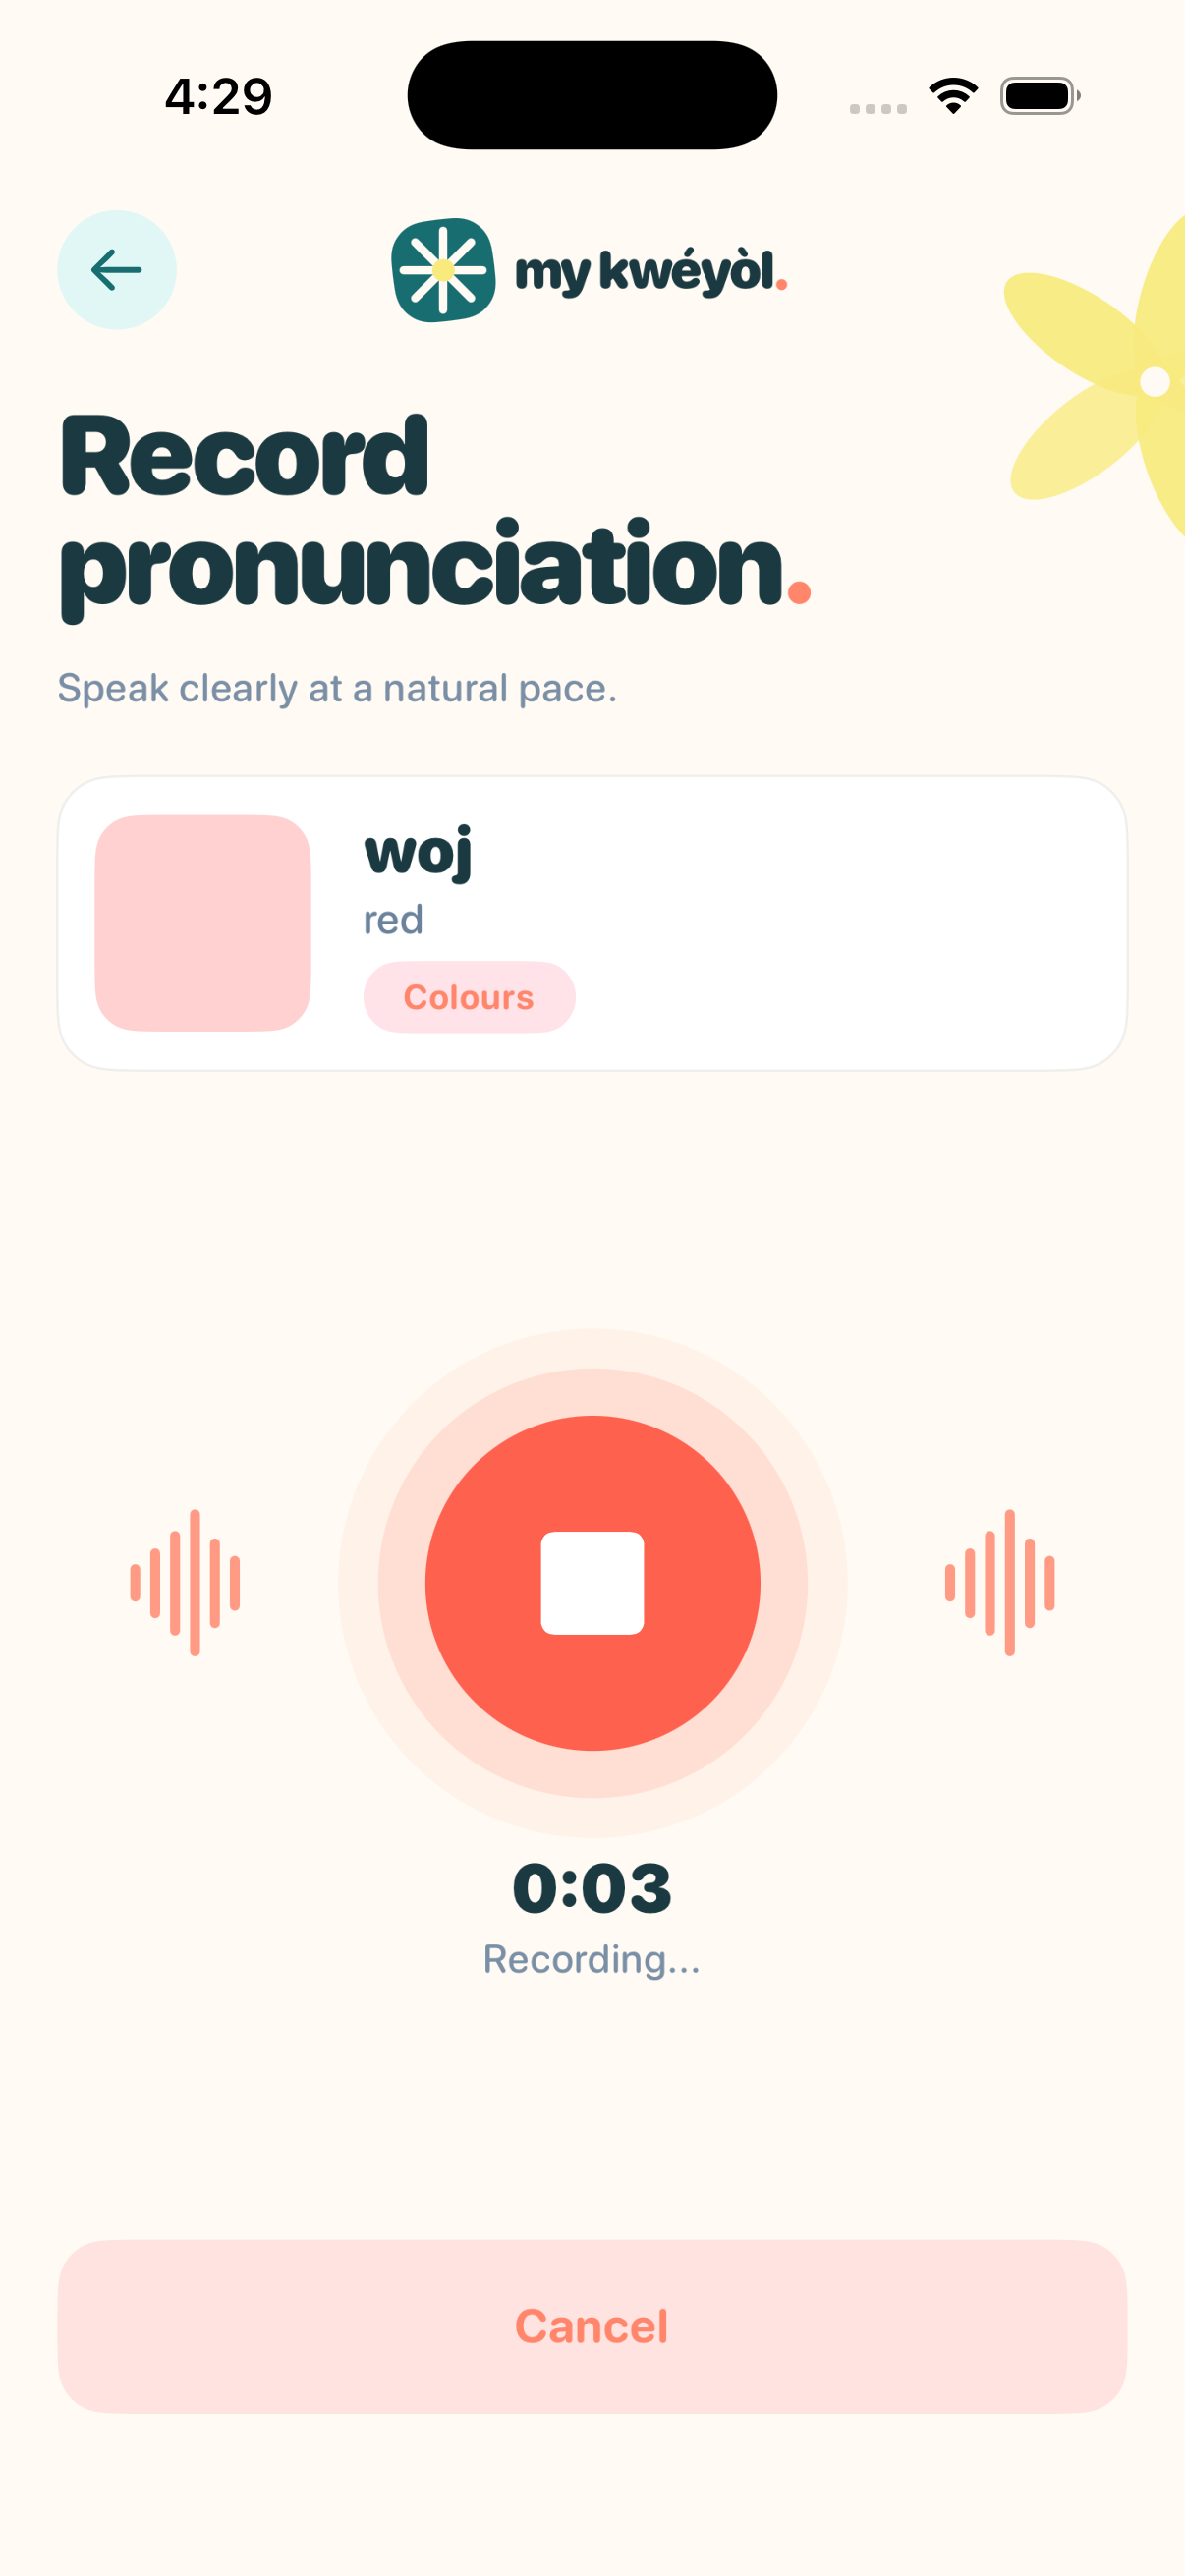 4:29
my kwéyòl.
Record
pronunciation.
Speak clearly at a natural pace.
woj
red
Colours
0:03
Recording...
Cancel